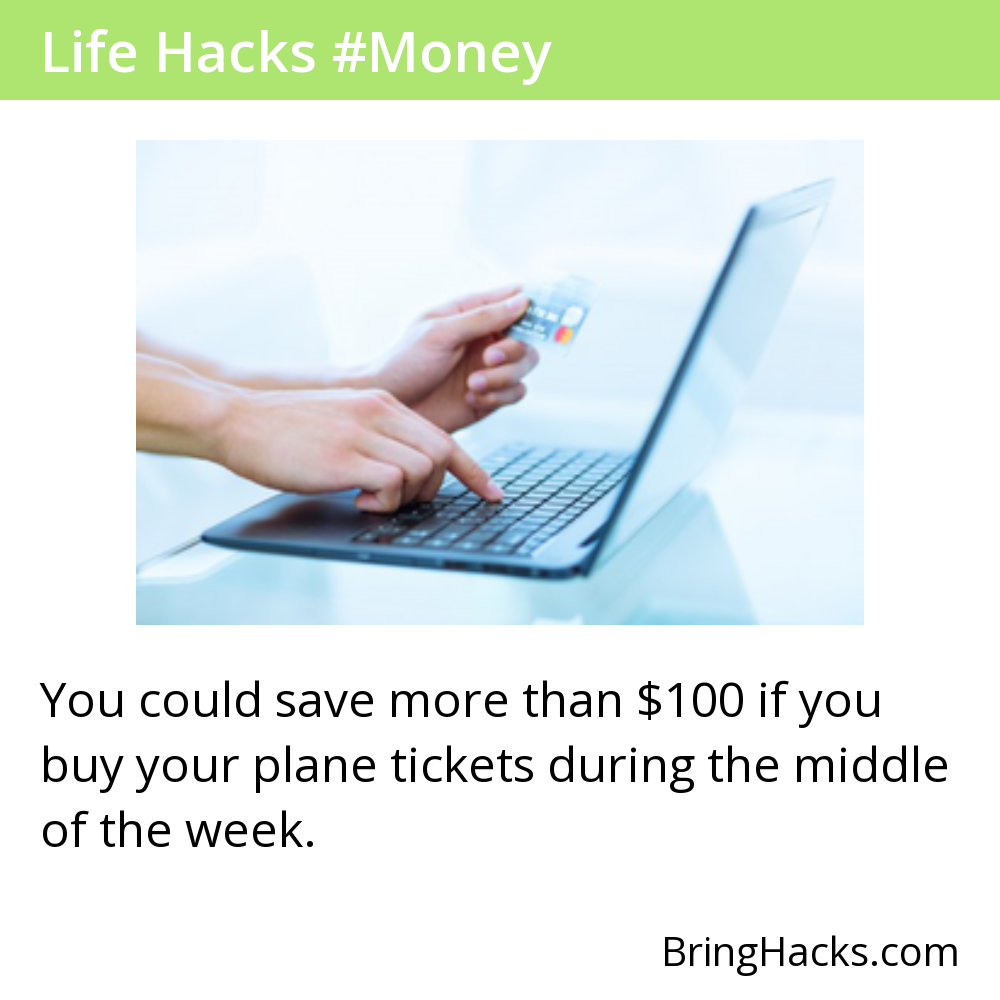 Life Hacks #Money
You could save more than $100 if you
buy your plane tickets during the middle
of the week.
BringHacks.com